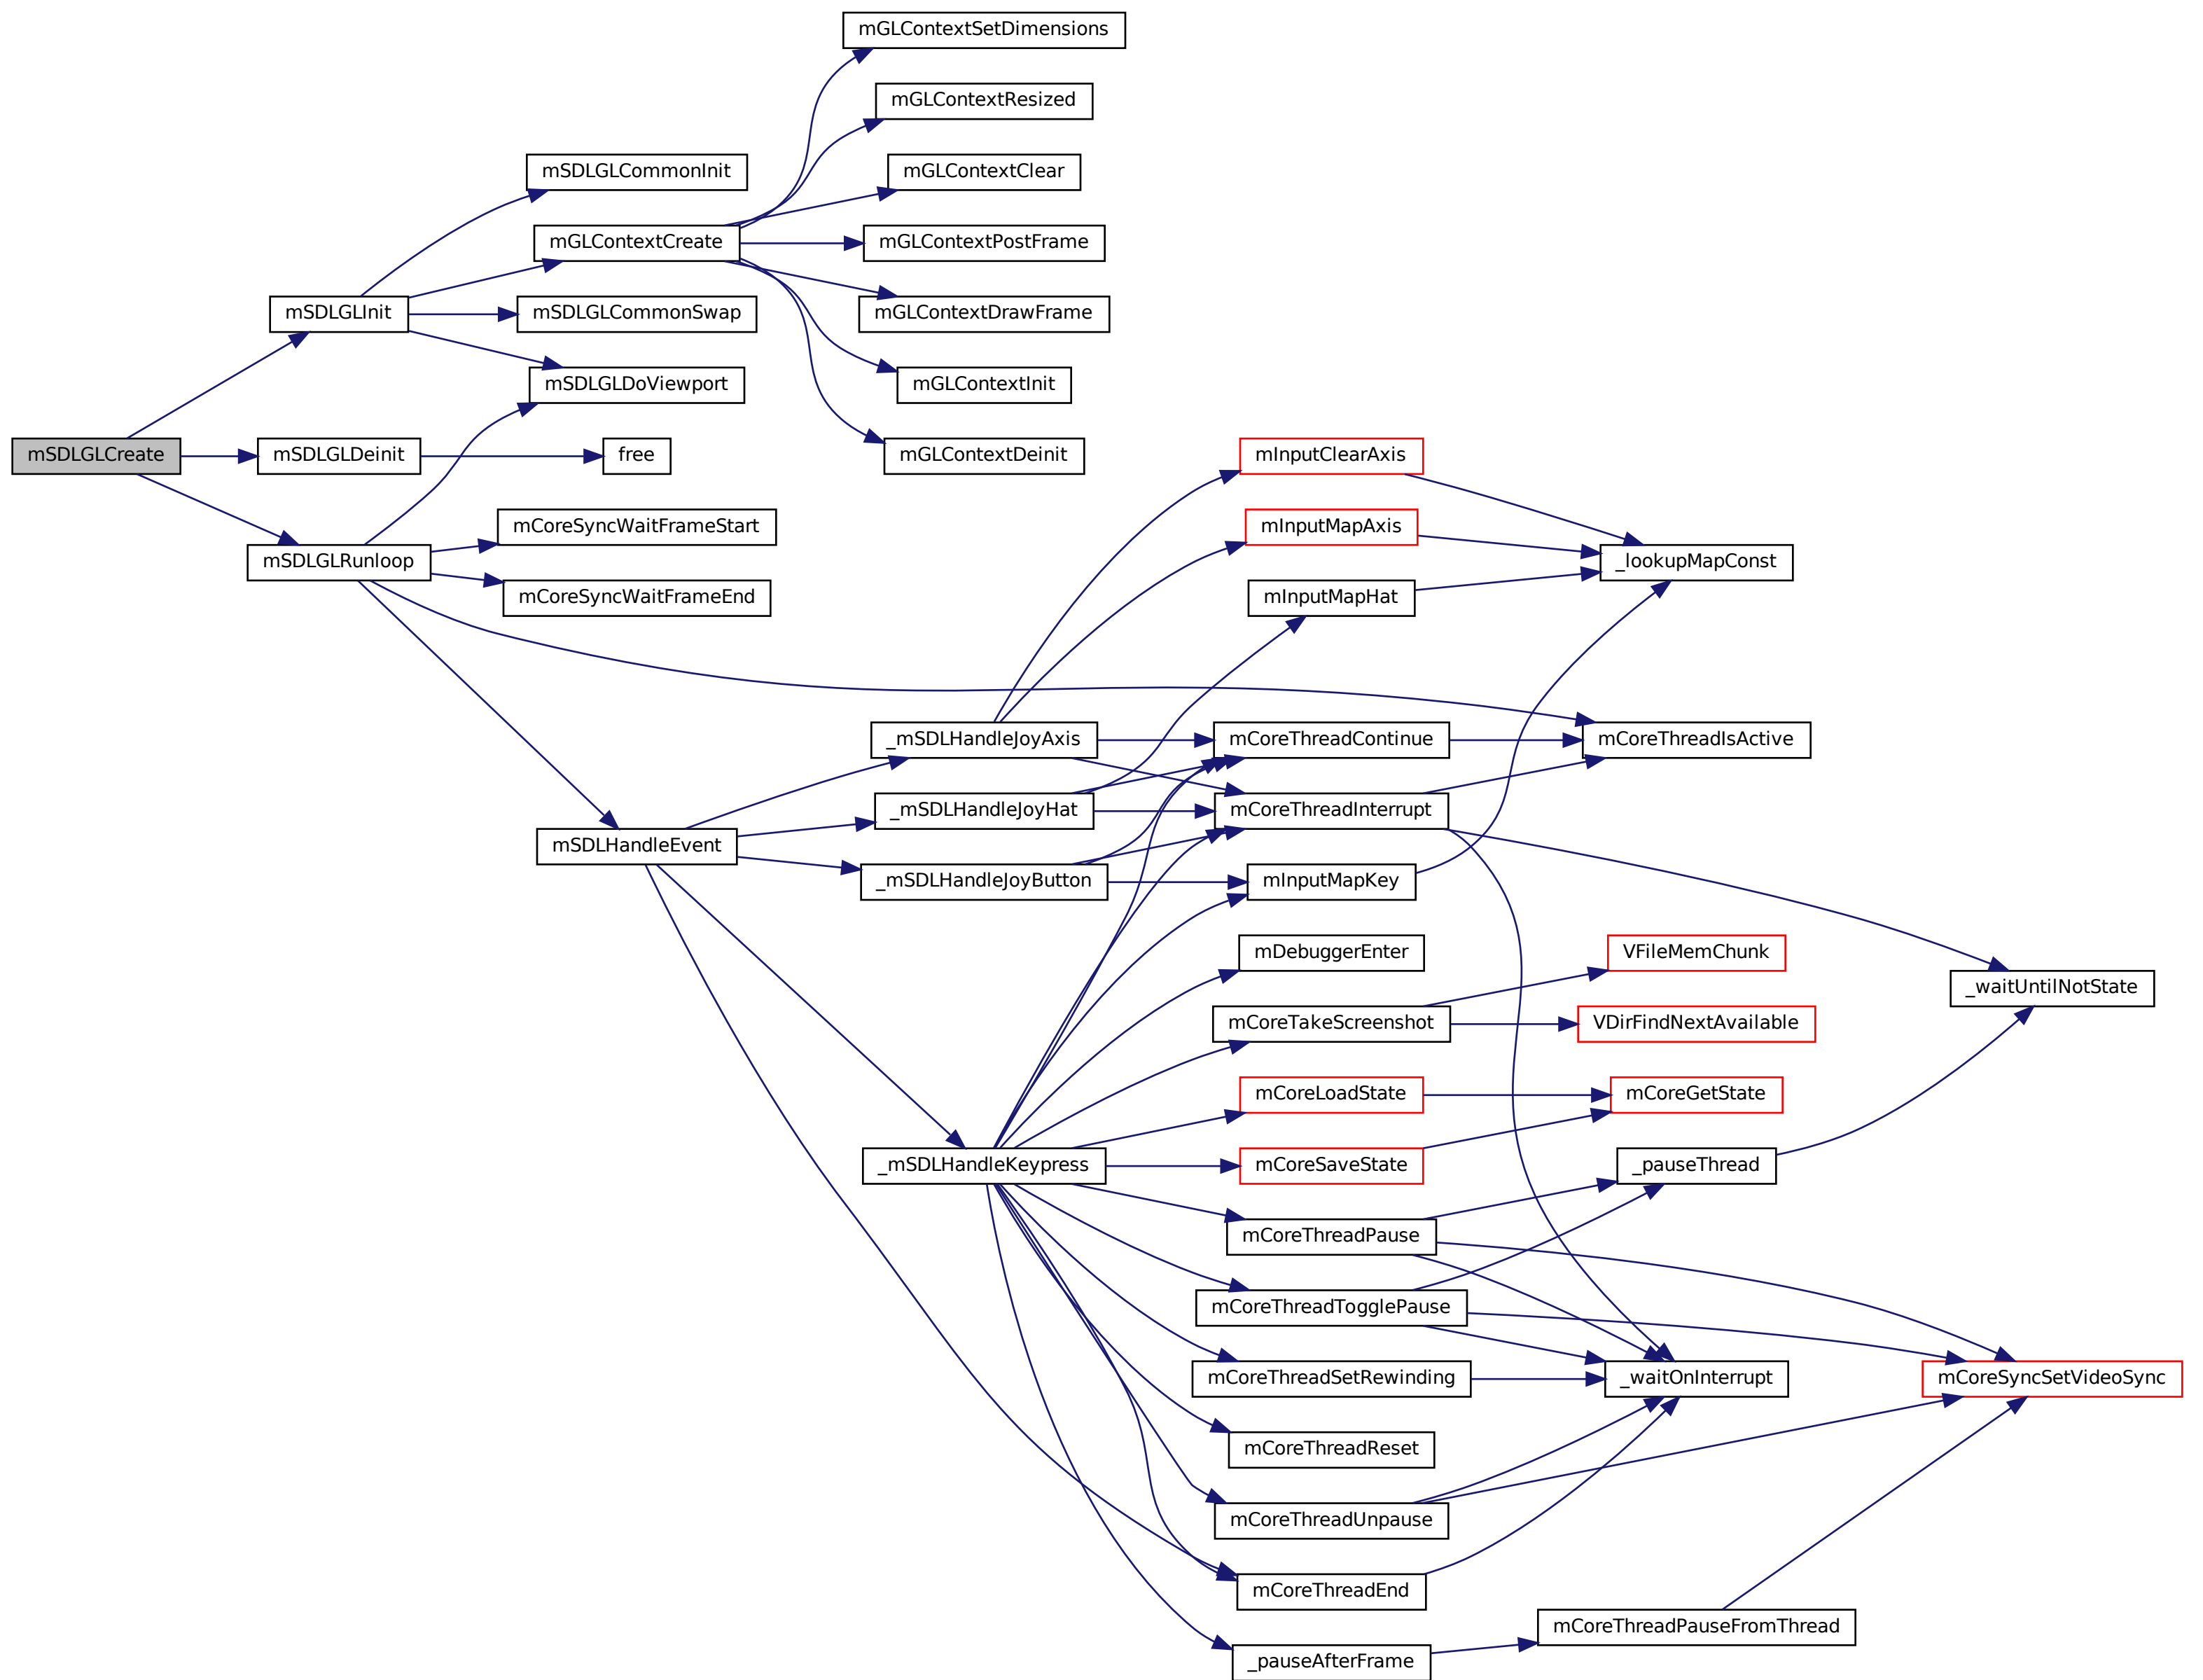 mGLContextSetDimensions
mGLContextResized
mSDLGLCommonInit
mGLContextClear
mGLContextCreate
mGLContextPostFrame
mSDLGLInit
mSDLGLCommonSwap
mGLContextDrawFrame
mSDLGLDoViewport
mGLContextInit
mSDLGLCreate
mSDLGLDeinit
free
mGLContextDeinit
mInputClearAxis
mCoreSyncWaitFrameStart
mInputMapAxis
mSDLGLRunloop
_lookupMapConst
mCoreSyncWaitFrameEnd
mInputMapHat
_mSDLHandleJoyAxis
mCoreThreadContinue
mCoreThreadIsActive
_mSDLHandleJoyHat
mCoreThreadInterrupt
mSDLHandleEvent
_mSDLHandleJoyButton
mInputMapKey
mDebuggerEnter
VFileMemChunk
_waitUntilNotState
mCoreTakeScreenshot
VDirFindNextAvailable
mCoreLoadState
mCoreGetState
_mSDLHandleKeypress
mCoreSaveState
_pauseThread
mCoreThreadPause
mCoreThreadTogglePause
mCoreThreadSetRewinding
_waitOnInterrupt
mCoreSyncSetVideoSync
mCoreThreadReset
mCoreThreadUnpause
mCoreThreadEnd
mCoreThreadPauseFromThread
_pauseAfterFrame